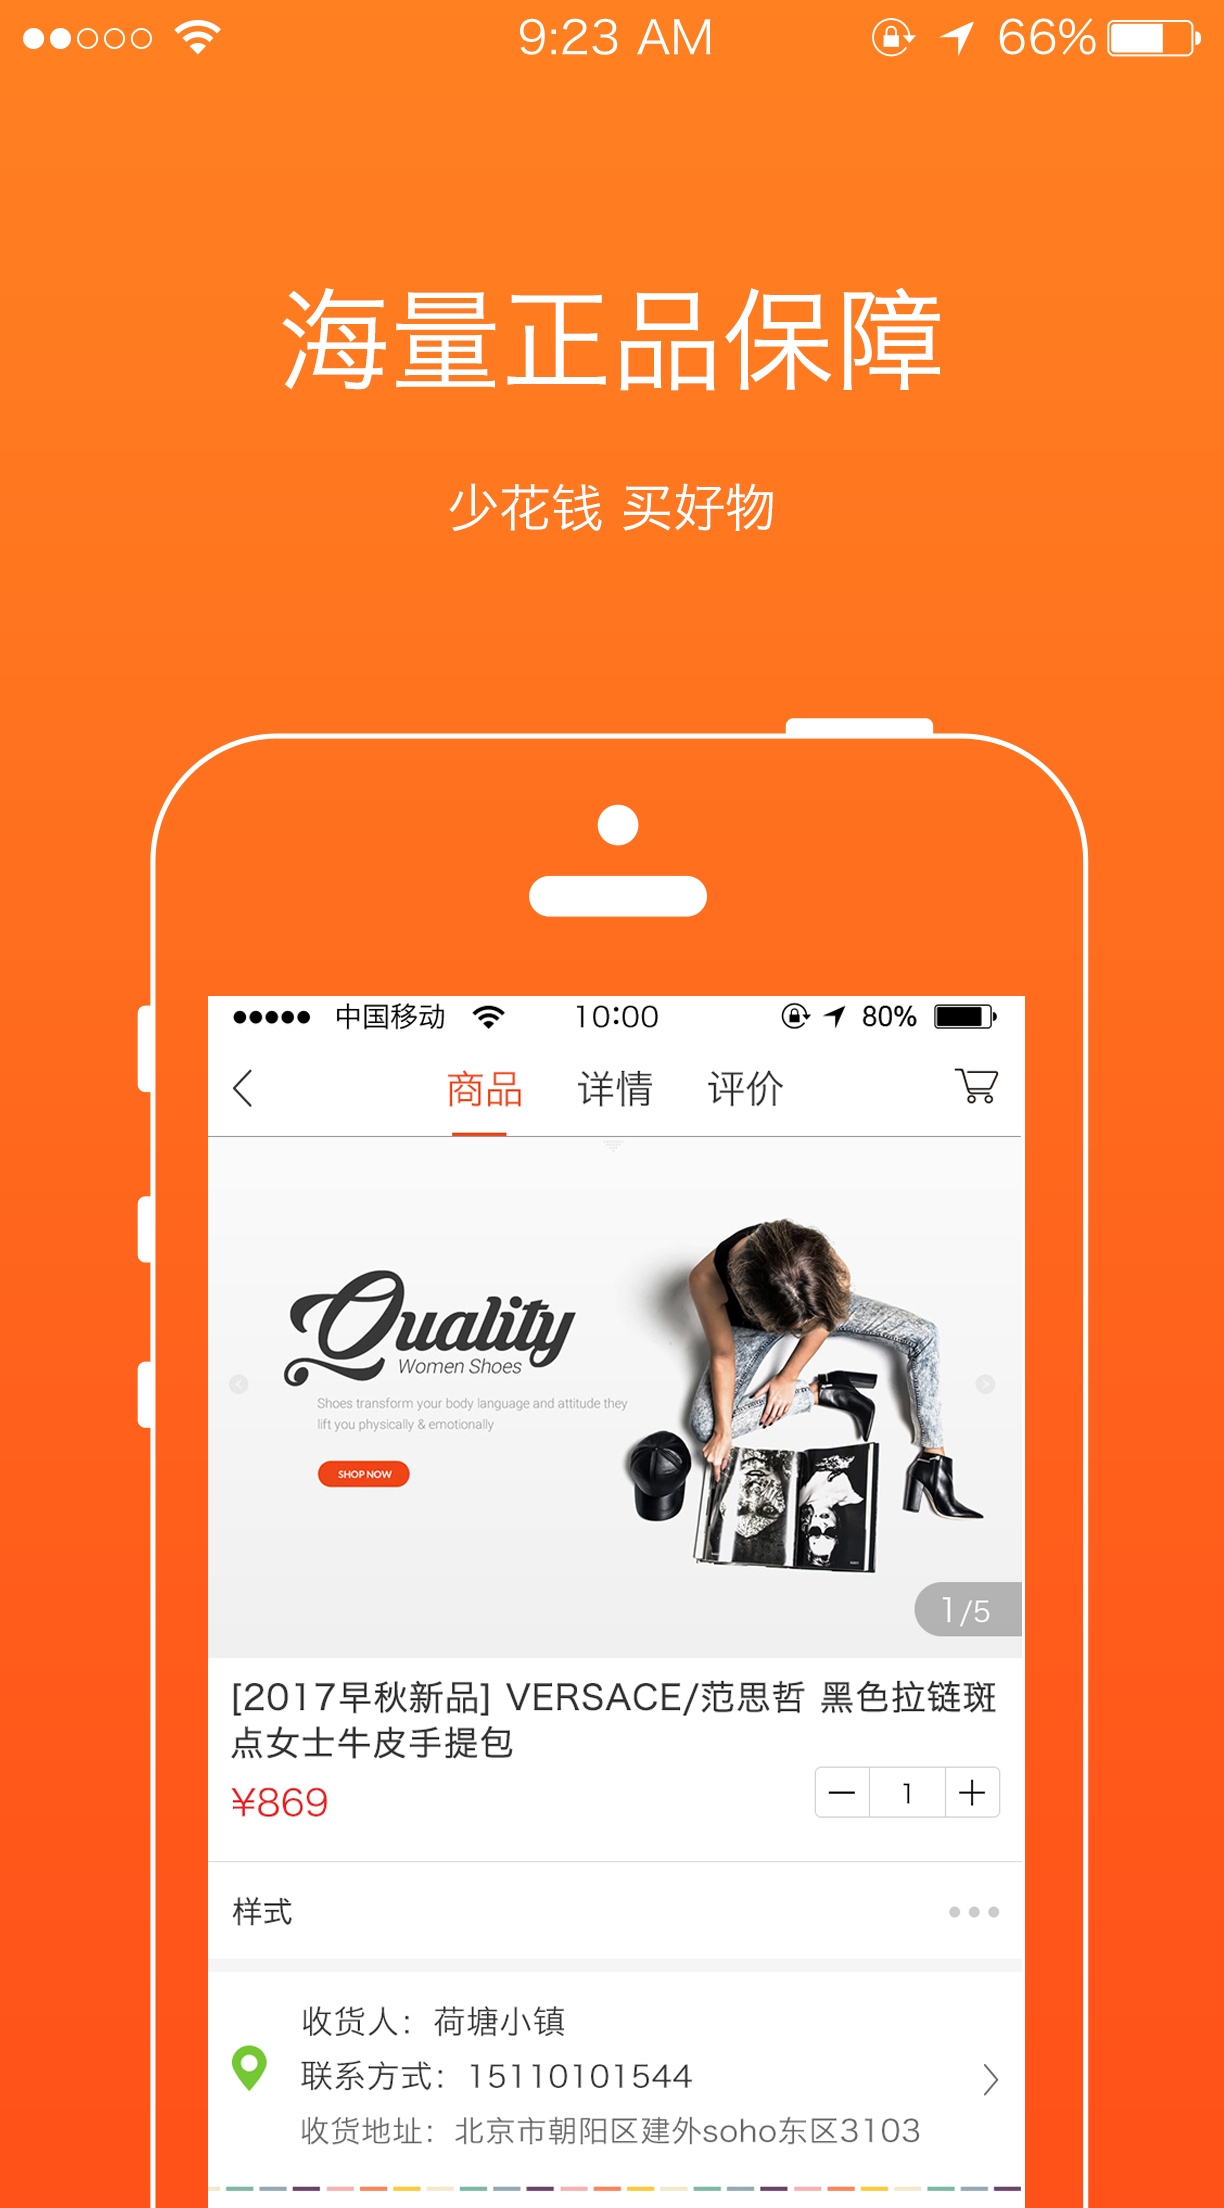 9:23 AM 66%
海量正品保障
少花钱 买好物
中国移动 10:00 80%
商品 详情 评价
Quality
Women Shoes
Shoes transform your body language and attitude they
lift you physically & emotionally
SHOP NOW
1/5
[2017早秋新品] VERSACE/范思哲 黑色拉链斑
点女士牛皮手提包
¥869
1
样式
收货人：荷塘小镇
联系方式：15110101544
收货地址：北京市朝阳区建外soho东区3103